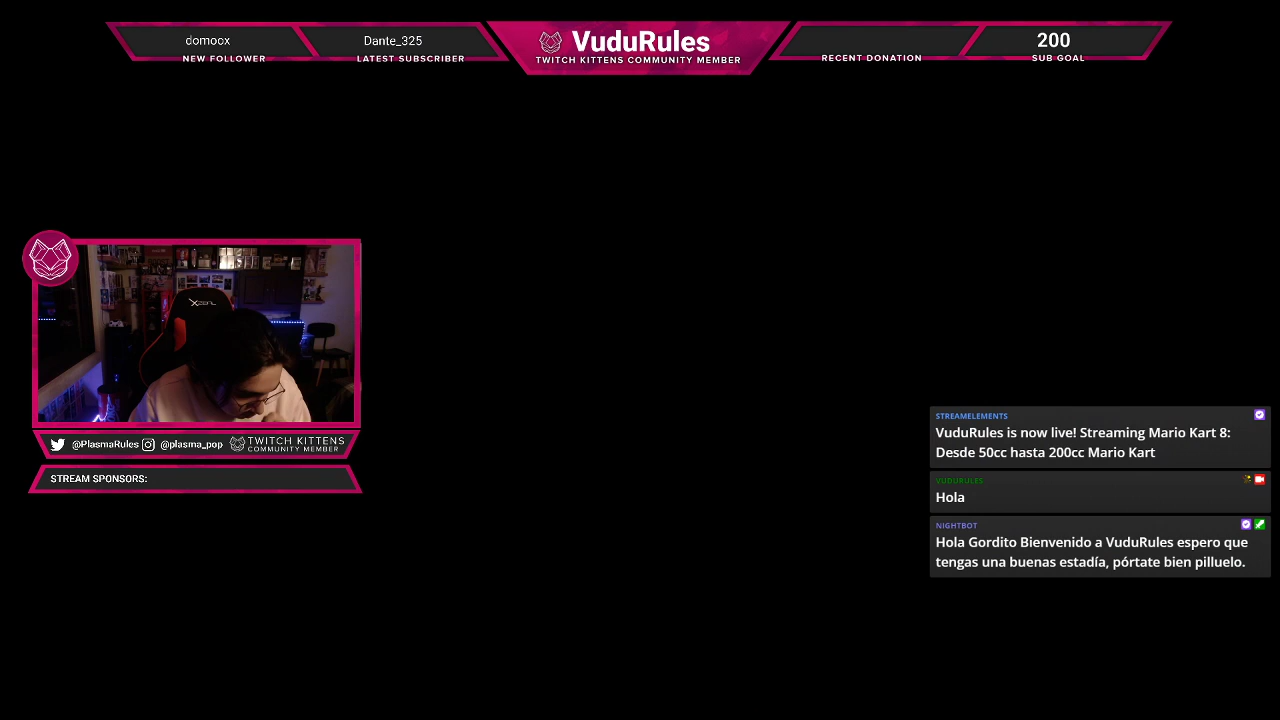 domocx
NEW FOLLOWER
Dante_325
LATEST SUBSCRIBER
VuduRules
TWITCH KITTENS COMMUNITY MEMBER
RECENT DONATION
200
SUB GOAL
@PlasmaRules
@plasma_pop
TWITCH KITTENS
COMMUNITY MEMBER
STREAM SPONSORS:
STREAMELEMENTS
VuduRules is now live! Streaming Mario Kart 8:
Desde 50cc hasta 200cc Mario Kart
VUDURULES
Hola
NIGHTBOT
Hola Gordito Bienvenido a VuduRules espero que
tengas una buenas estadía, pórtate bien pilluelo.